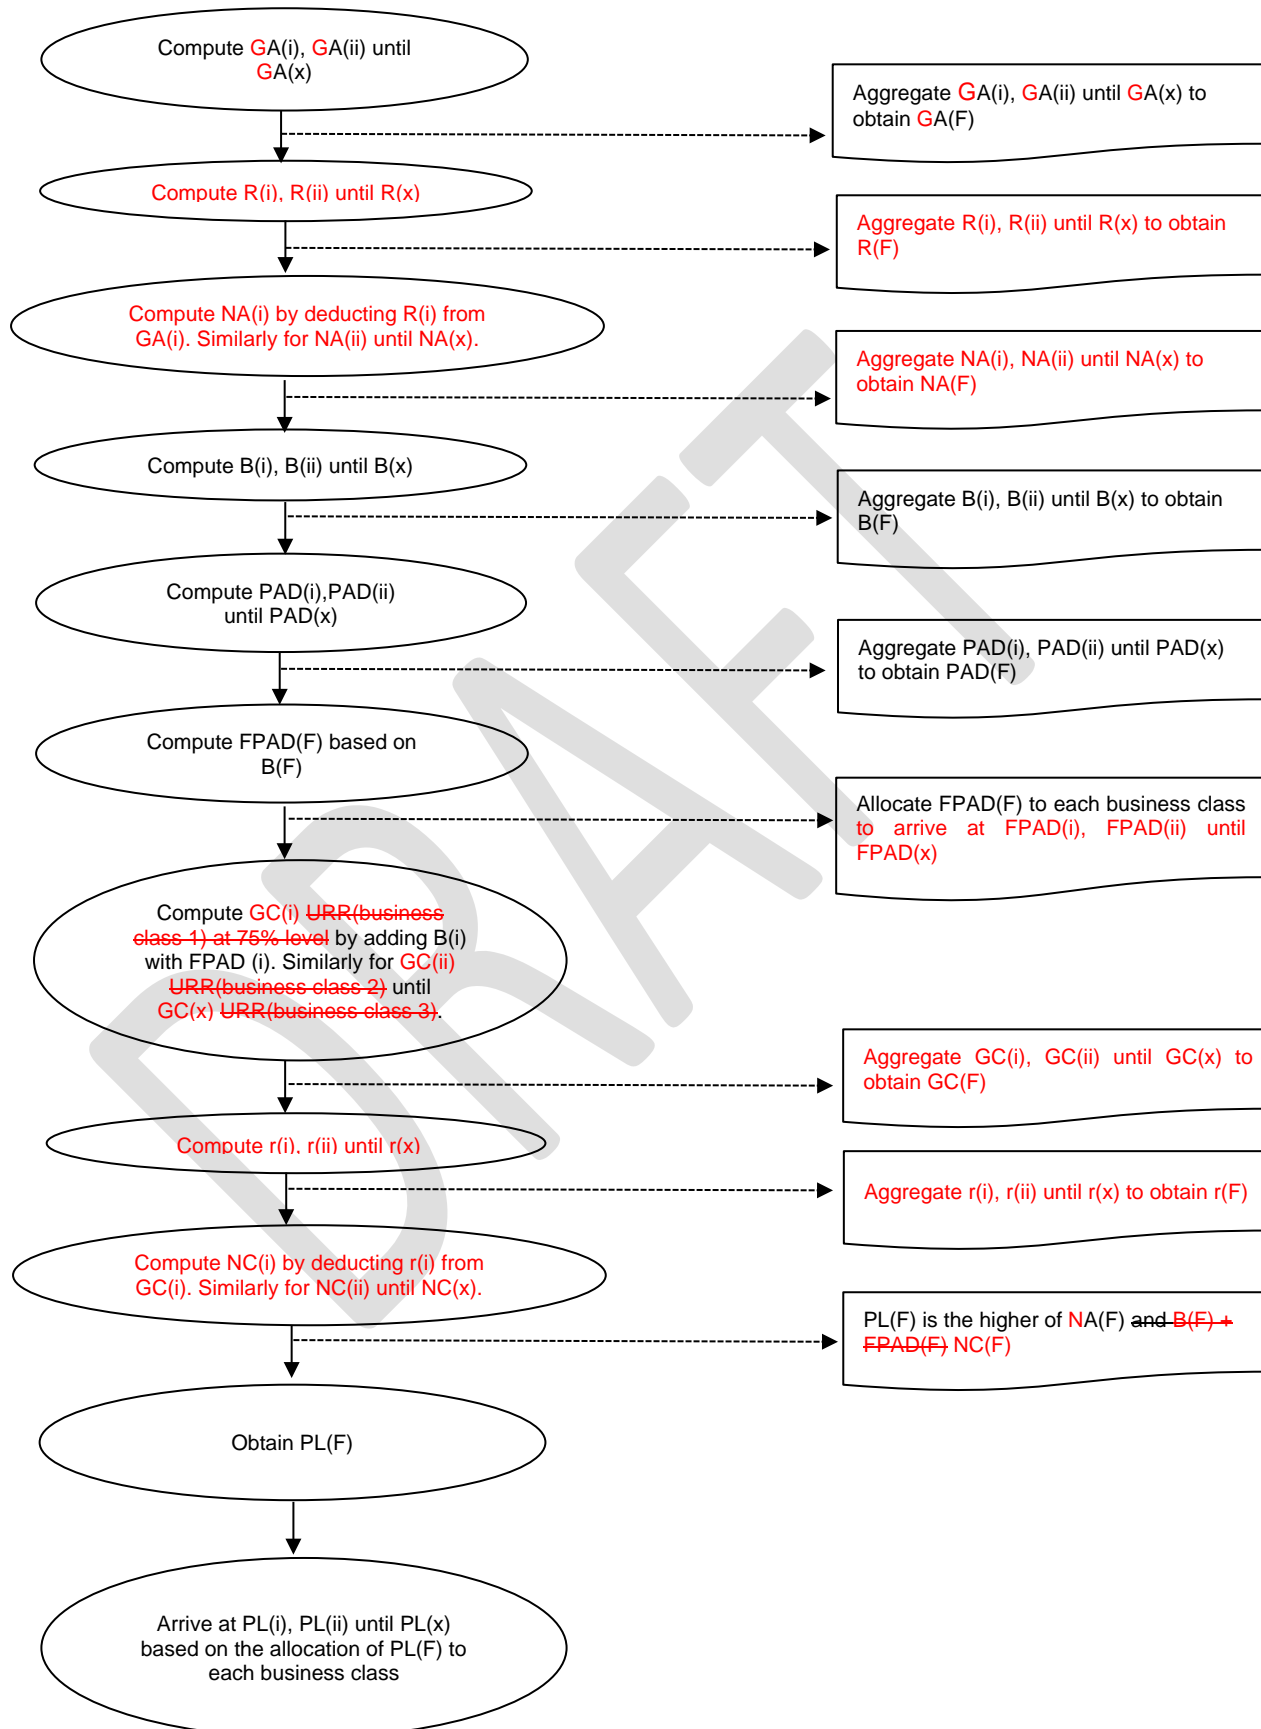 Compute GA(i), GA(ii) until
GA(x)
Aggregate GA(i), GA(ii) until GA(x) to
obtain GA(F)
Compute R(i), R(ii) until R(x)
Aggregate R(i), R(ii) until R(x) to obtain
R(F)
Compute NA(i) by deducting R(i) from
GA(i). Similarly for NA(ii) until NA(x).
Aggregate NA(i), NA(ii) until NA(x) to
obtain NA(F)
Compute B(i), B(ii) until B(x)
Aggregate B(i), B(ii) until B(x) to obtain
B(F)
Compute PAD(i),PAD(ii)
until PAD(x)
Aggregate PAD(i), PAD(ii) until PAD(x)
to obtain PAD(F)
Compute FPAD(F) based on
B(F)
Allocate FPAD(F) to each business class
to arrive at FPAD(i), FPAD(ii) until
FPAD(x)
Compute GC(i) URR(business
class 1) at 75% level by adding B(i)
with FPAD (i). Similarly for GC(ii)
URR(business class 2) until
GC(x) URR(business class 3).
Aggregate GC(i), GC(ii) until GC(x) to
obtain GC(F)
Compute r(i), r(ii) until r(x)
Aggregate r(i), r(ii) until r(x) to obtain r(F)
Compute NC(i) by deducting r(i) from
GC(i). Similarly for NC(ii) until NC(x).
PL(F) is the higher of NA(F) and B(F) +
FPAD(F) NC(F)
Obtain PL(F)
Arrive at PL(i), PL(ii) until PL(x)
based on the allocation of PL(F) to
each business class
DRAFT